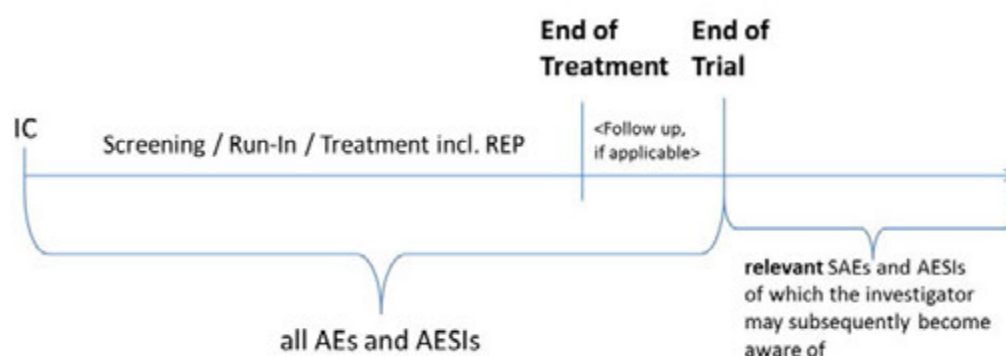 End of
Treatment
End of
Trial
IC
Screening / Run-In / Treatment incl. REP
<Follow up,
if applicable>
all AEs and AESIs
relevant SAEs and AESIs
of which the investigator
may subsequently become
aware of